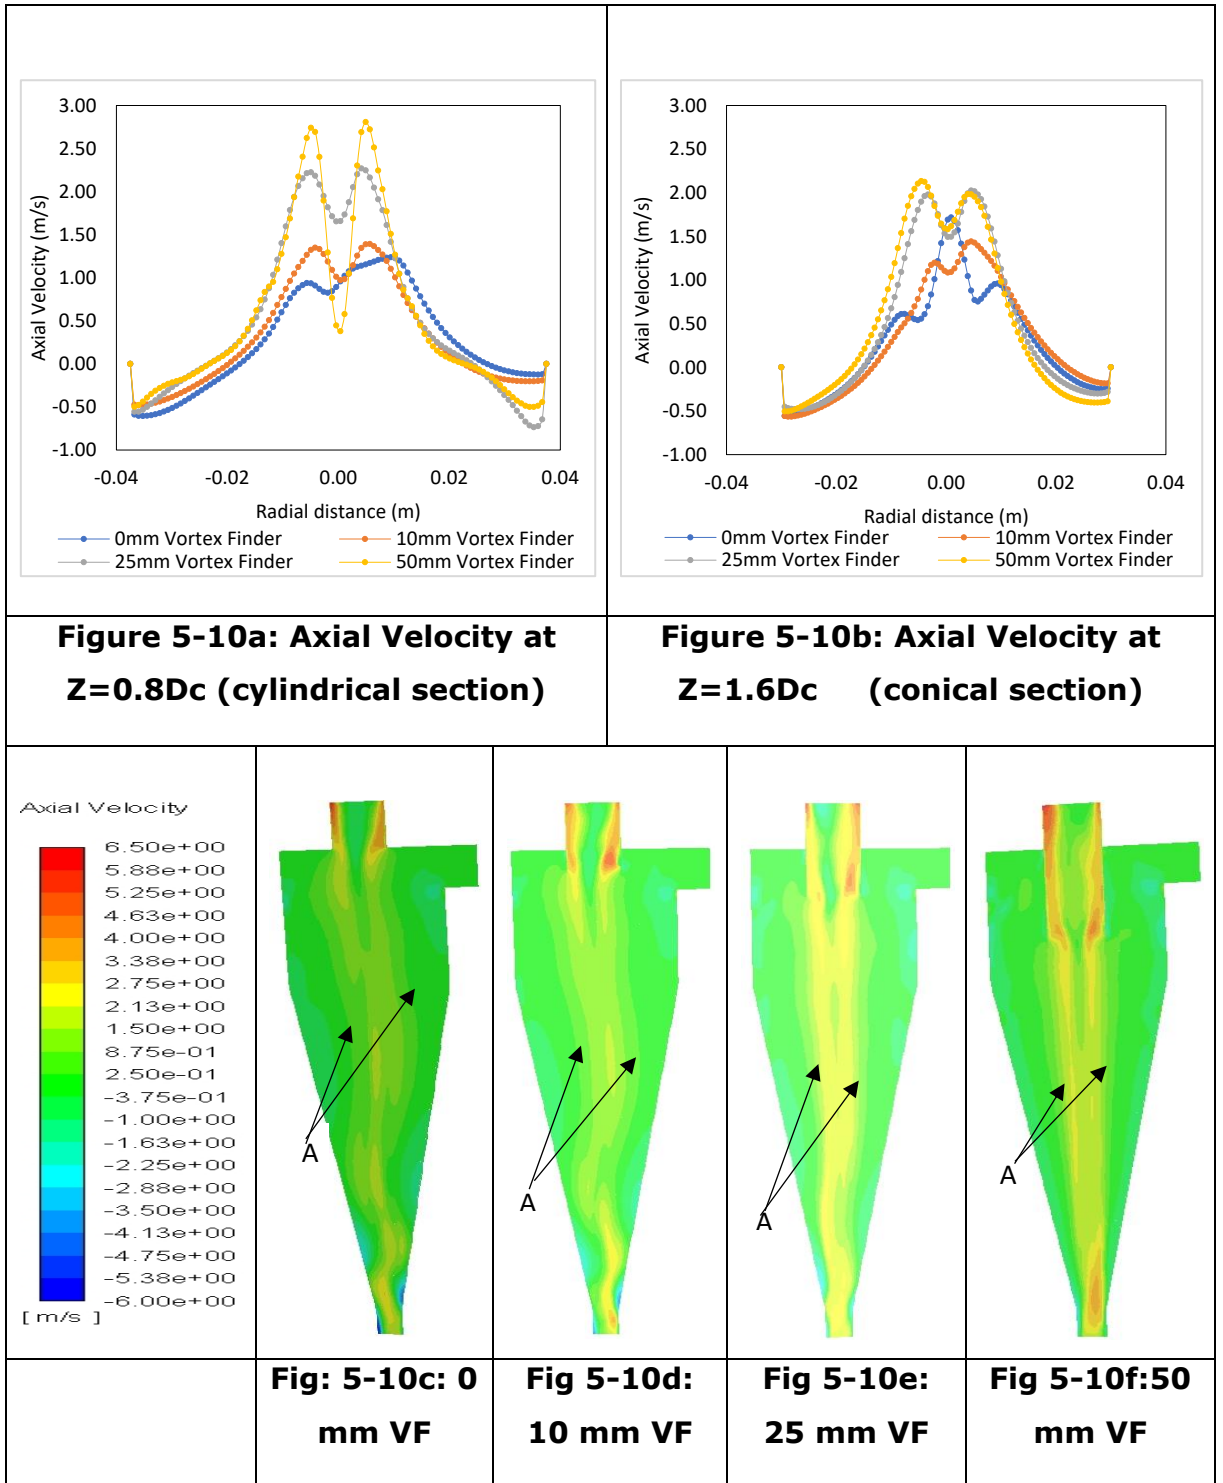 3.00
2.50
2.00
1.50
1.00
0.50
0.00
-0.50
-1.00
Axial Velocity (m/s)
-0.04 -0.02 0.00 0.02 0.04
Radial distance (m)
0mm Vortex Finder 10mm Vortex Finder
25mm Vortex Finder 50mm Vortex Finder
3.00
2.50
2.00
1.50
1.00
0.50
0.00
-0.50
-1.00
Axial Velocity (m/s)
-0.04 -0.02 0.00 0.02 0.04
Radial distance (m)
0mm Vortex Finder 10mm Vortex Finder
25mm Vortex Finder 50mm Vortex Finder
Figure 5-10a: Axial Velocity at
Z=0.8Dc (cylindrical section)
Figure 5-10b: Axial Velocity at
Z=1.6Dc (conical section)
Axial Velocity
6.50e+00
5.88e+00
5.25e+00
4.63e+00
4.00e+00
3.38e+00
2.75e+00
2.13e+00
1.50e+00
8.75e-01
2.50e-01
-3.75e-01
-1.00e+00
-1.63e+00
-2.25e+00
-2.88e+00
-3.50e+00
-4.13e+00
-4.75e+00
-5.38e+00
-6.00e+00
[ m/s ]
A
A
A
A
Fig: 5-10c: 0
mm VF
Fig 5-10d:
10 mm VF
Fig 5-10e:
25 mm VF
Fig 5-10f:50
mm VF